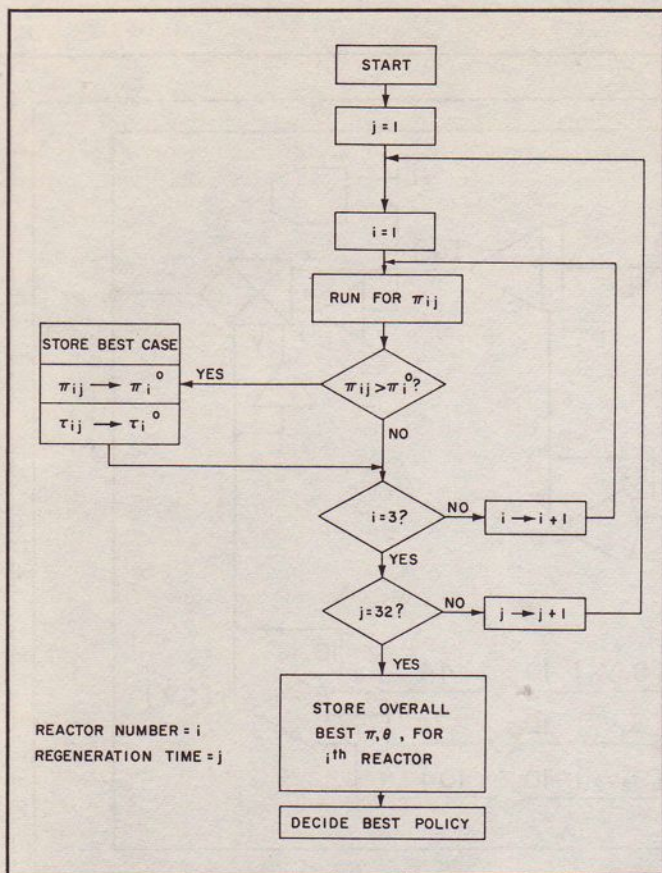 START
j=1
i=1
RUN FOR πij
πij>πi°?
YES
STORE BEST CASE
πij → πi°
τij → τi°
NO
i=3?
NO
i → i+1
YES
j=32?
NO
j → j+1
YES
STORE OVERALL
BEST π,θ, FOR
ith REACTOR
REACTOR NUMBER = i
REGENERATION TIME = j
DECIDE BEST POLICY